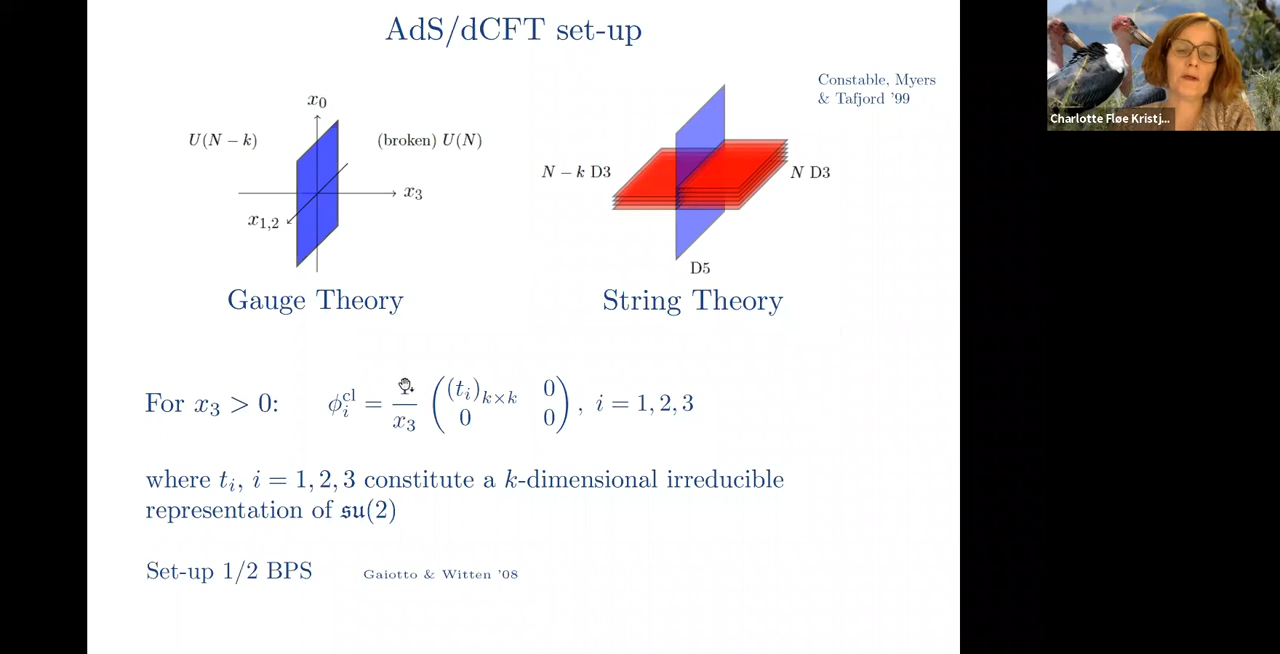 AdS/dCFT set-up
Constable, Myers
& Tafjord '99
x₀
U(N − k)
(broken) U(N)
x₃
x₁,₂
N − k D3
N D3
D5
Gauge Theory
String Theory
For x₃ > 0: ϕᵢᶜˡ = 1/x₃ ( (tᵢ)ₖ×ₖ 0 ; 0 0 ) , i = 1, 2, 3
where tᵢ, i = 1, 2, 3 constitute a k-dimensional irreducible
representation of 𝔰𝔲(2)
Set-up 1/2 BPS Gaiotto & Witten '08
Charlotte Fløe Kristj...